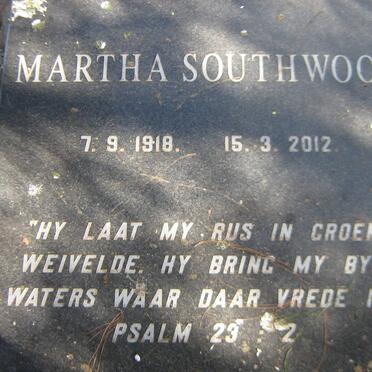 MARTHA SOUTHWOO
7. 9. 1918. 15. 3. 2012.
"HY LAAT MY RUS IN GROE
WEIVELDE. HY BRING MY BY
WATERS WAAR DAAR VREDE
PSALM 23 : 2